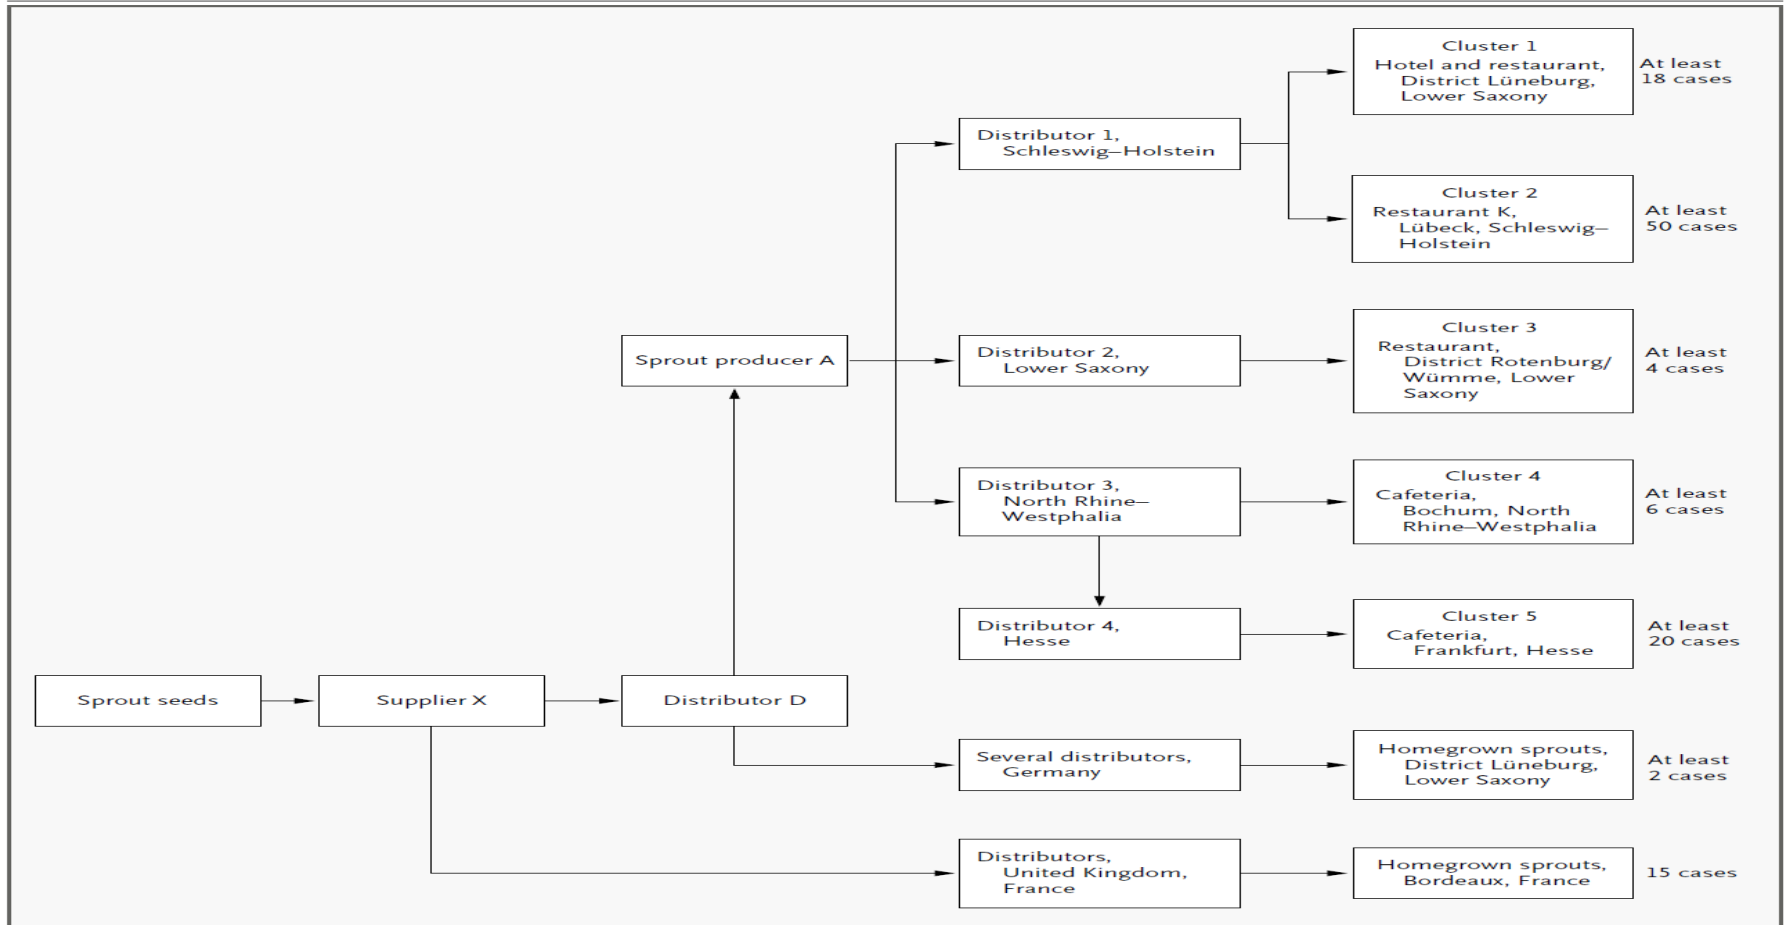 Cluster 1
Hotel and restaurant,
District Lüneburg,
Lower Saxony
At least
18 cases
Distributor 1,
Schleswig–Holstein
Cluster 2
Restaurant K,
Lübeck, Schleswig–
Holstein
At least
50 cases
Sprout producer A
Distributor 2,
Lower Saxony
Cluster 3
Restaurant,
District Rotenburg/
Wümme, Lower
Saxony
At least
4 cases
Distributor 3,
North Rhine–
Westphalia
Cluster 4
Cafeteria,
Bochum, North
Rhine–Westphalia
At least
6 cases
Distributor 4,
Hesse
Cluster 5
Cafeteria,
Frankfurt, Hesse
At least
20 cases
Sprout seeds
Supplier X
Distributor D
Several distributors,
Germany
Homegrown sprouts,
District Lüneburg,
Lower Saxony
At least
2 cases
Distributors,
United Kingdom,
France
Homegrown sprouts,
Bordeaux, France
15 cases